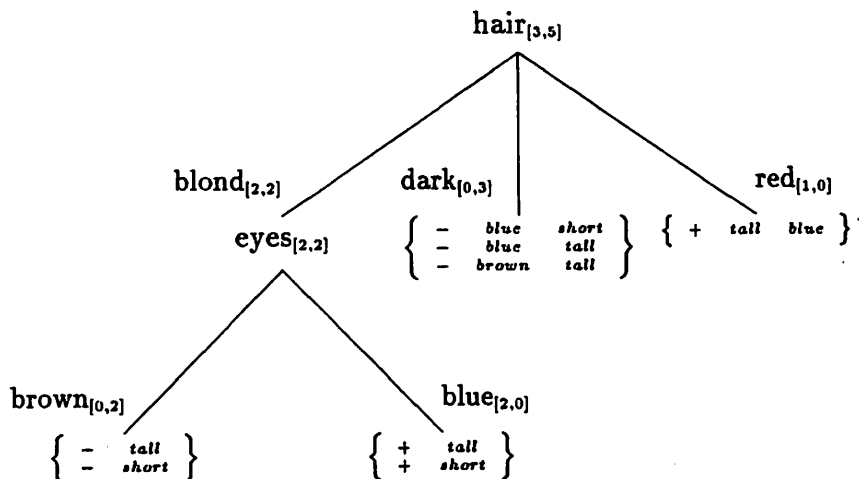 hair[3,5]
blond[2,2] dark[0,3] red[1,0]
eyes[2,2]
{ − blue short
− blue tall
− brown tall }
{ + tall blue }
brown[0,2] blue[2,0]
{ − tall
− short }
{ + tall
+ short }